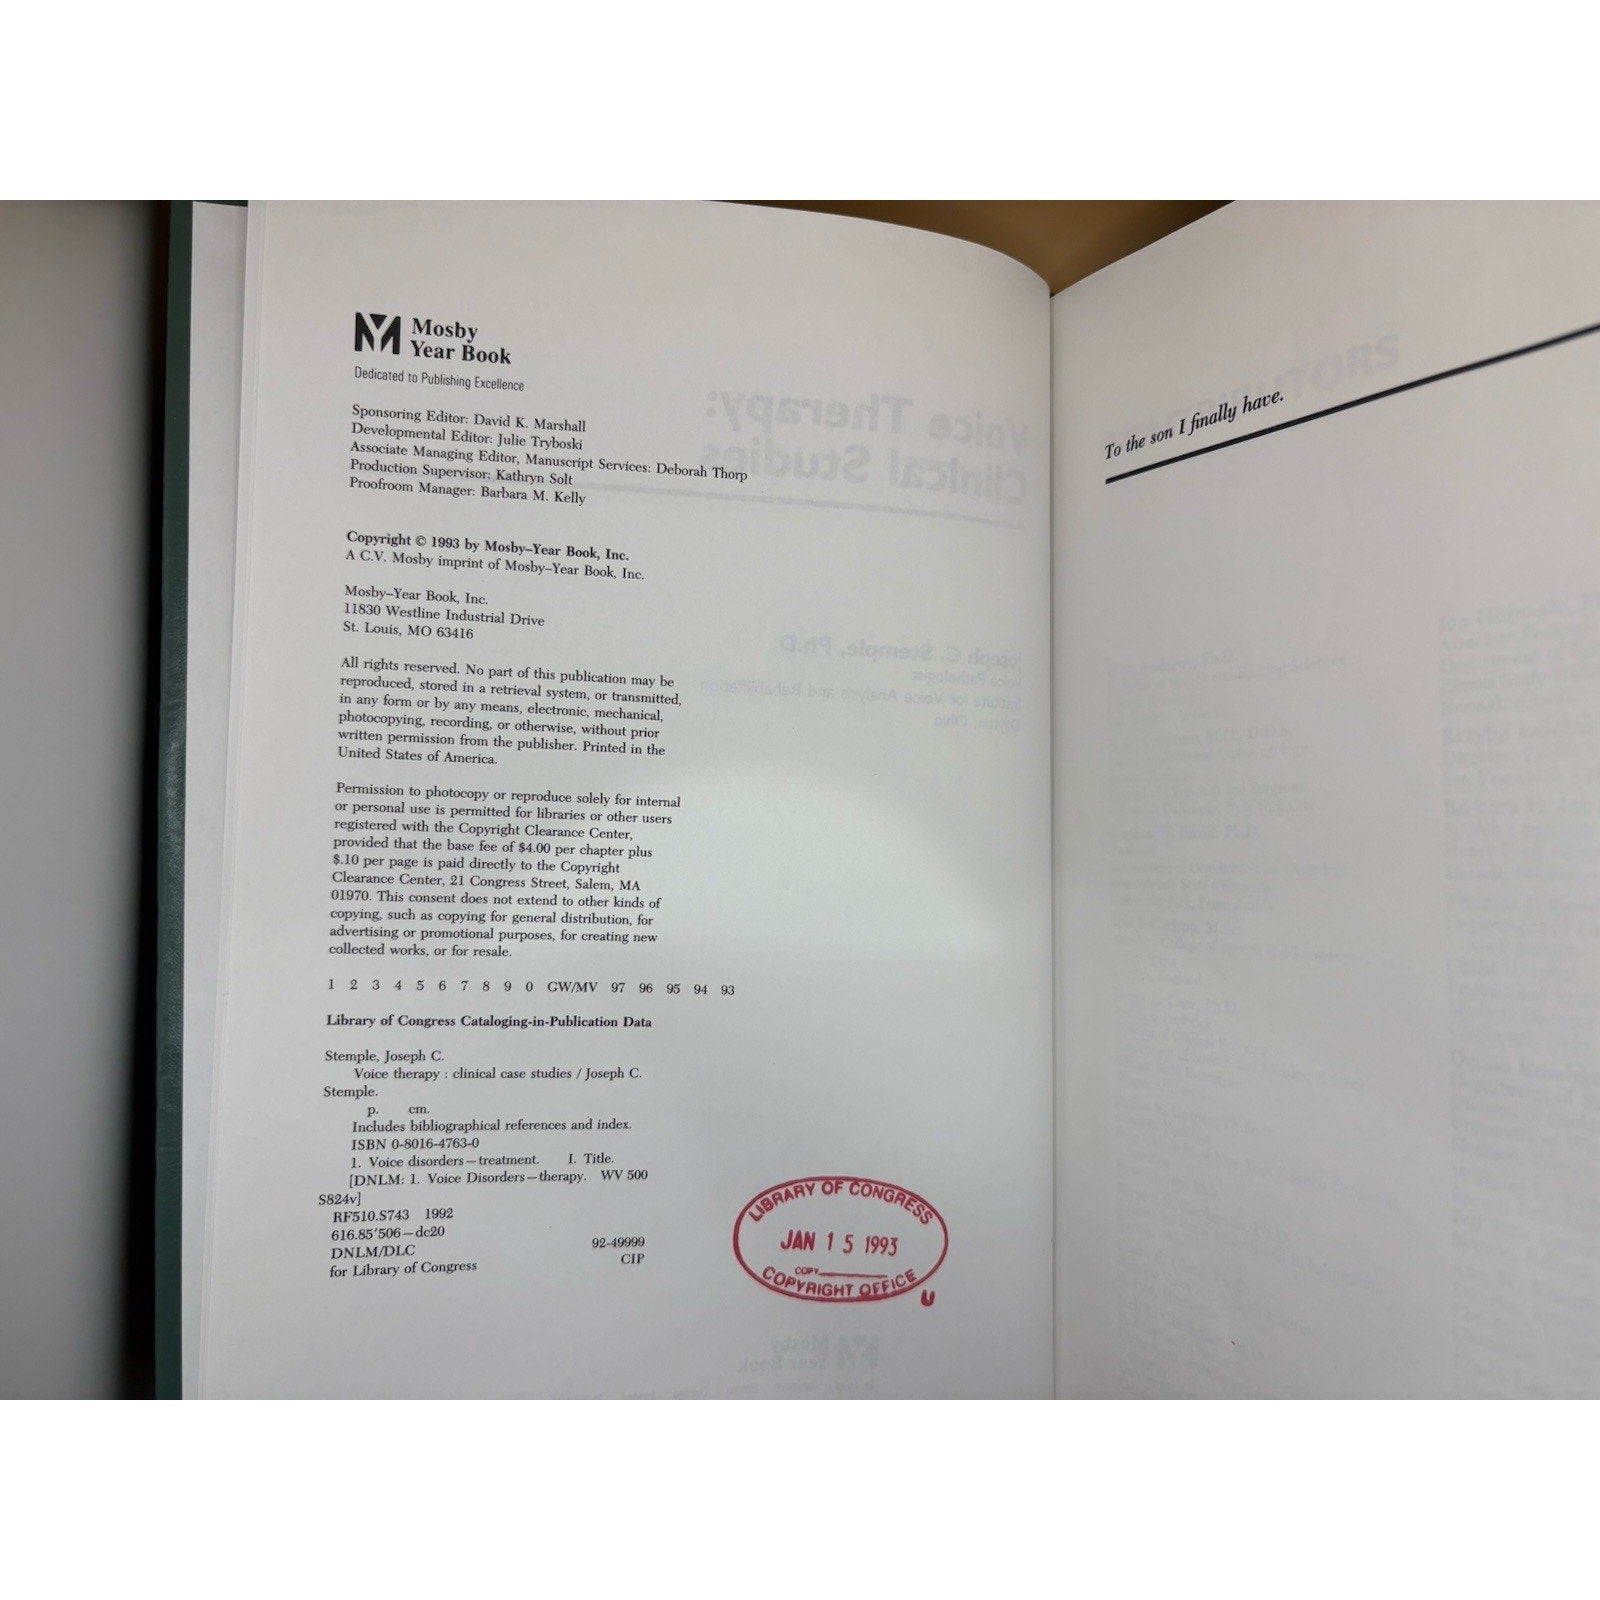 Mosby
Year Book
Dedicated to Publishing Excellence
Sponsoring Editor: David K. Marshall
Developmental Editor: Julie Tryboski
Associate Managing Editor, Manuscript Services: Deborah Thorp
Production Supervisor: Kathryn Solt
Proofroom Manager: Barbara M. Kelly
Copyright © 1993 by Mosby–Year Book, Inc.
A C.V. Mosby imprint of Mosby–Year Book, Inc.
Mosby–Year Book, Inc.
11830 Westline Industrial Drive
St. Louis, MO 63416
All rights reserved. No part of this publication may be
reproduced, stored in a retrieval system, or transmitted,
in any form or by any means, electronic, mechanical,
photocopying, recording, or otherwise, without prior
written permission from the publisher. Printed in the
United States of America.
Permission to photocopy or reproduce solely for internal
or personal use is permitted for libraries or other users
registered with the Copyright Clearance Center,
provided that the base fee of $4.00 per chapter plus
$.10 per page is paid directly to the Copyright
Clearance Center, 21 Congress Street, Salem, MA
01970. This consent does not extend to other kinds of
copying, such as copying for general distribution, for
advertising or promotional purposes, for creating new
collected works, or for resale.
1 2 3 4 5 6 7 8 9 0 GW/MV 97 96 95 94 93
Library of Congress Cataloging-in-Publication Data
Stemple, Joseph C.
Voice therapy : clinical case studies / Joseph C.
Stemple.
p. cm.
Includes bibliographical references and index.
ISBN 0-8016-4763-0
1. Voice disorders—treatment. I. Title.
[DNLM: 1. Voice Disorders—therapy. WV 500
S824v]
RF510.S743 1992
616.85'506—dc20
DNLM/DLC 92-49999
for Library of Congress CIP
LIBRARY OF CONGRESS
JAN 15 1993
COPY
COPYRIGHT OFFICE
U
To the son I finally have.